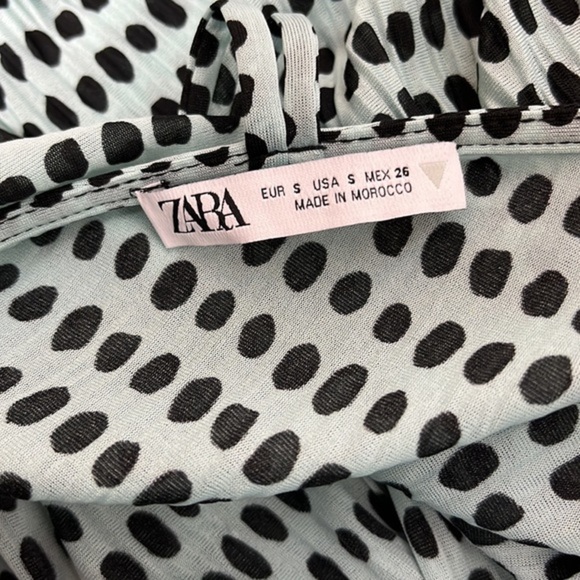 ZARA
EUR S USA S MEX 26
MADE IN MOROCCO